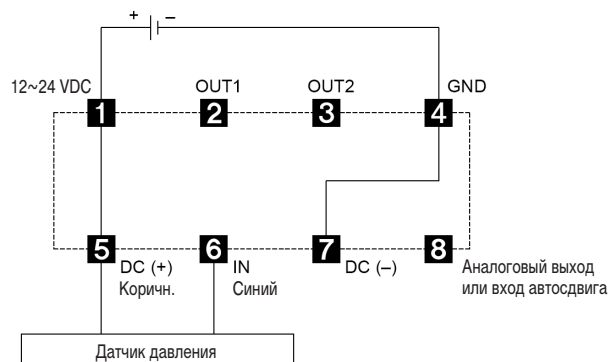 + –
12~24 VDC OUT1 OUT2 GND
1 2 3 4
5 6 7 8
DC (+) IN DC (–) Аналоговый выход
Коричн. Синий или вход автосдвига
Датчик давления